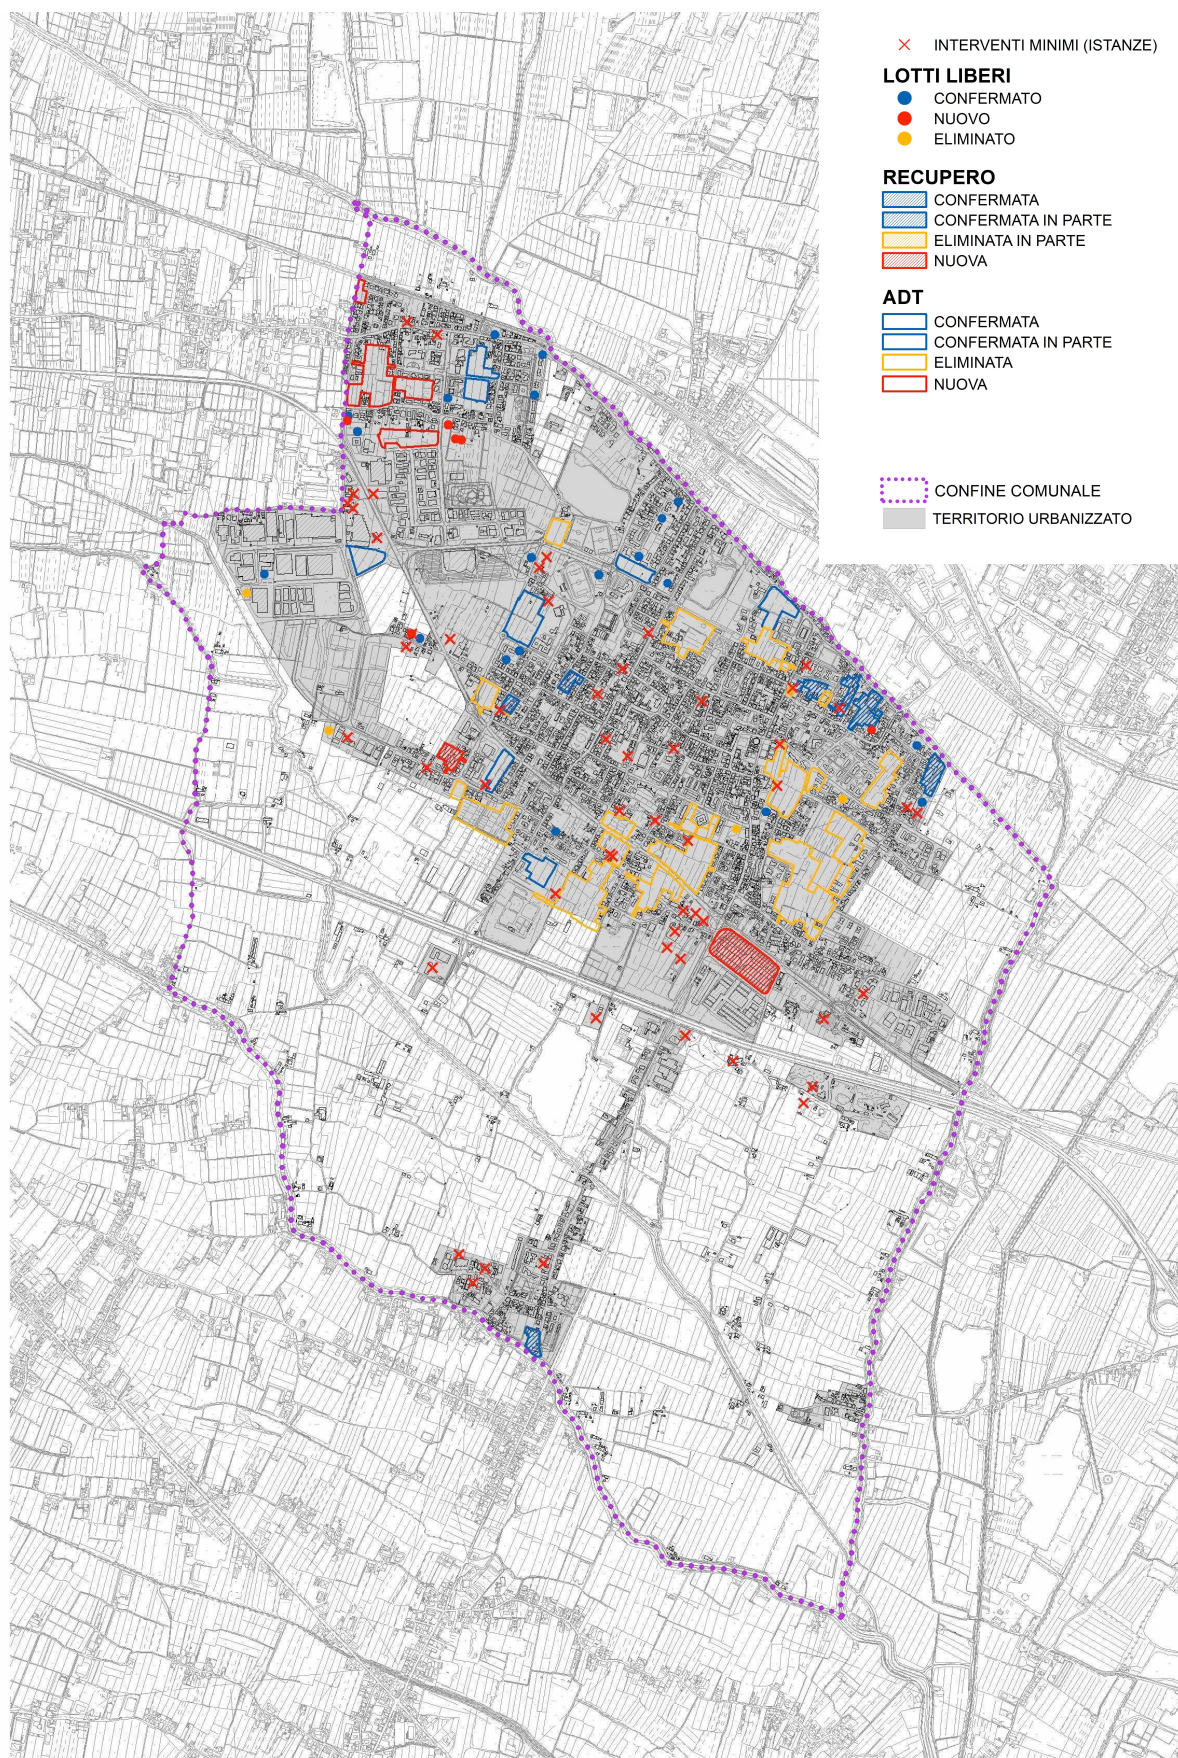 INTERVENTI MINIMI (ISTANZE)
LOTTI LIBERI
CONFERMATO
NUOVO
ELIMINATO
RECUPERO
CONFERMATA
CONFERMATA IN PARTE
ELIMINATA IN PARTE
NUOVA
ADT
CONFERMATA
CONFERMATA IN PARTE
ELIMINATA
NUOVA
CONFINE COMUNALE
TERRITORIO URBANIZZATO